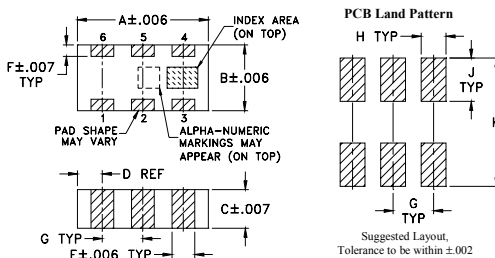 A±.006
6 5 4
INDEX AREA
(ON TOP)
F±.007
TYP
B±.006
1 2 3
PAD SHAPE
MAY VARY
ALPHA-NUMERIC
MARKINGS MAY
APPEAR (ON TOP)
D REF
C±.007
G TYP
E±.006 TYP
PCB Land Pattern
H TYP
J
TYP
G
TYP
Suggested Layout,
Tolerance to be within ±.002